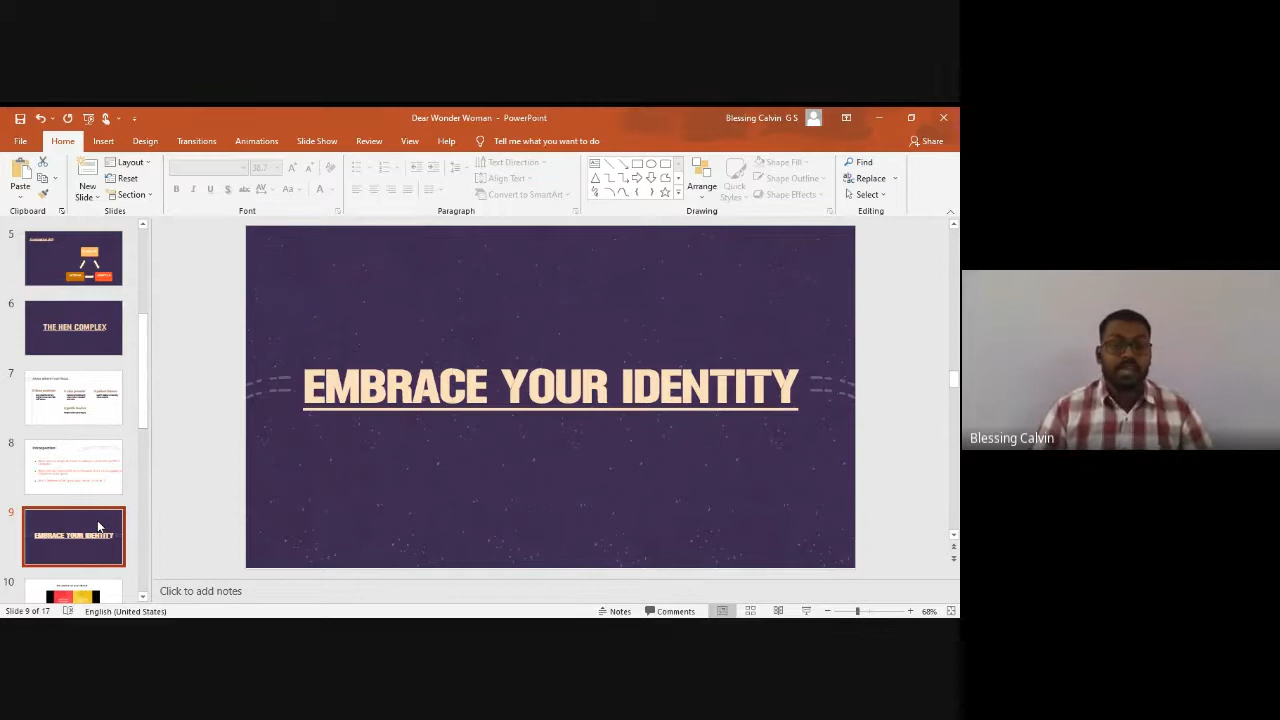 Dear Wonder Woman - PowerPoint
Blessing Calvin G S
File Home Insert Design Transitions Animations Slide Show Review View Help Tell me what you want to do Share
Paste
Clipboard
New Slide
Layout
Reset
Section
Slides
38.7
Font
Text Direction
Align Text
Convert to SmartArt
Paragraph
Arrange
Quick Styles
Shape Fill
Shape Outline
Shape Effects
Drawing
Find
Replace
Select
Editing
5
6
THE HEN COMPLEX
7
8
Introspection
9
EMBRACE YOUR IDENTITY
10
EMBRACE YOUR IDENTITY
Click to add notes
Slide 9 of 17 English (United States) Notes Comments 68%
Blessing Calvin